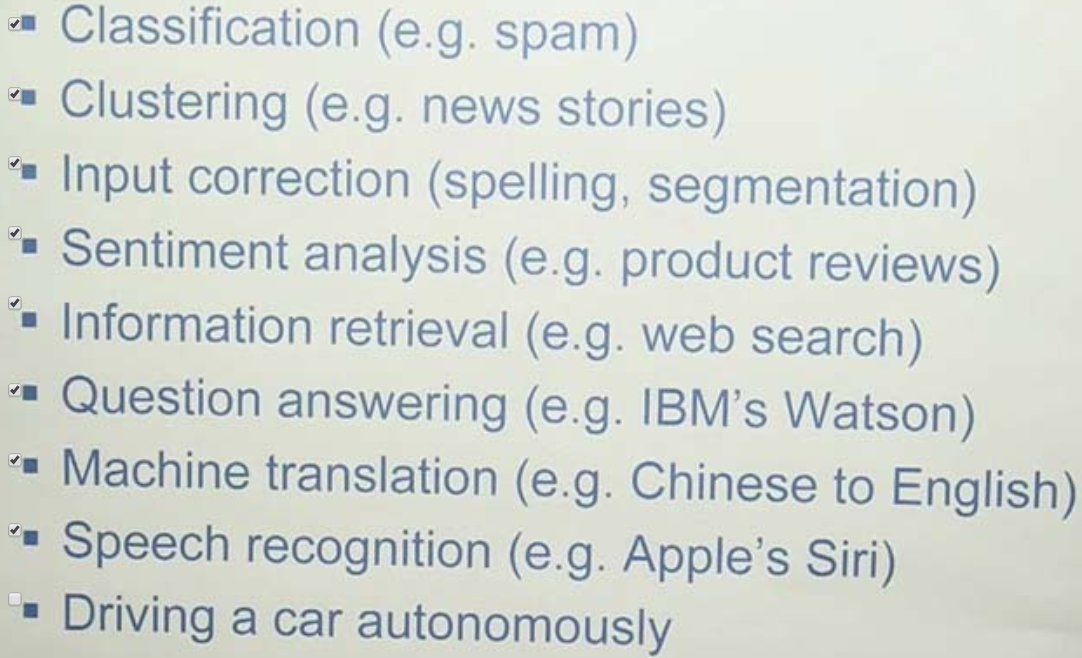 Classification (e.g. spam)
Clustering (e.g. news stories)
Input correction (spelling, segmentation)
Sentiment analysis (e.g. product reviews)
Information retrieval (e.g. web search)
Question answering (e.g. IBM's Watson)
Machine translation (e.g. Chinese to English)
Speech recognition (e.g. Apple's Siri)
Driving a car autonomously